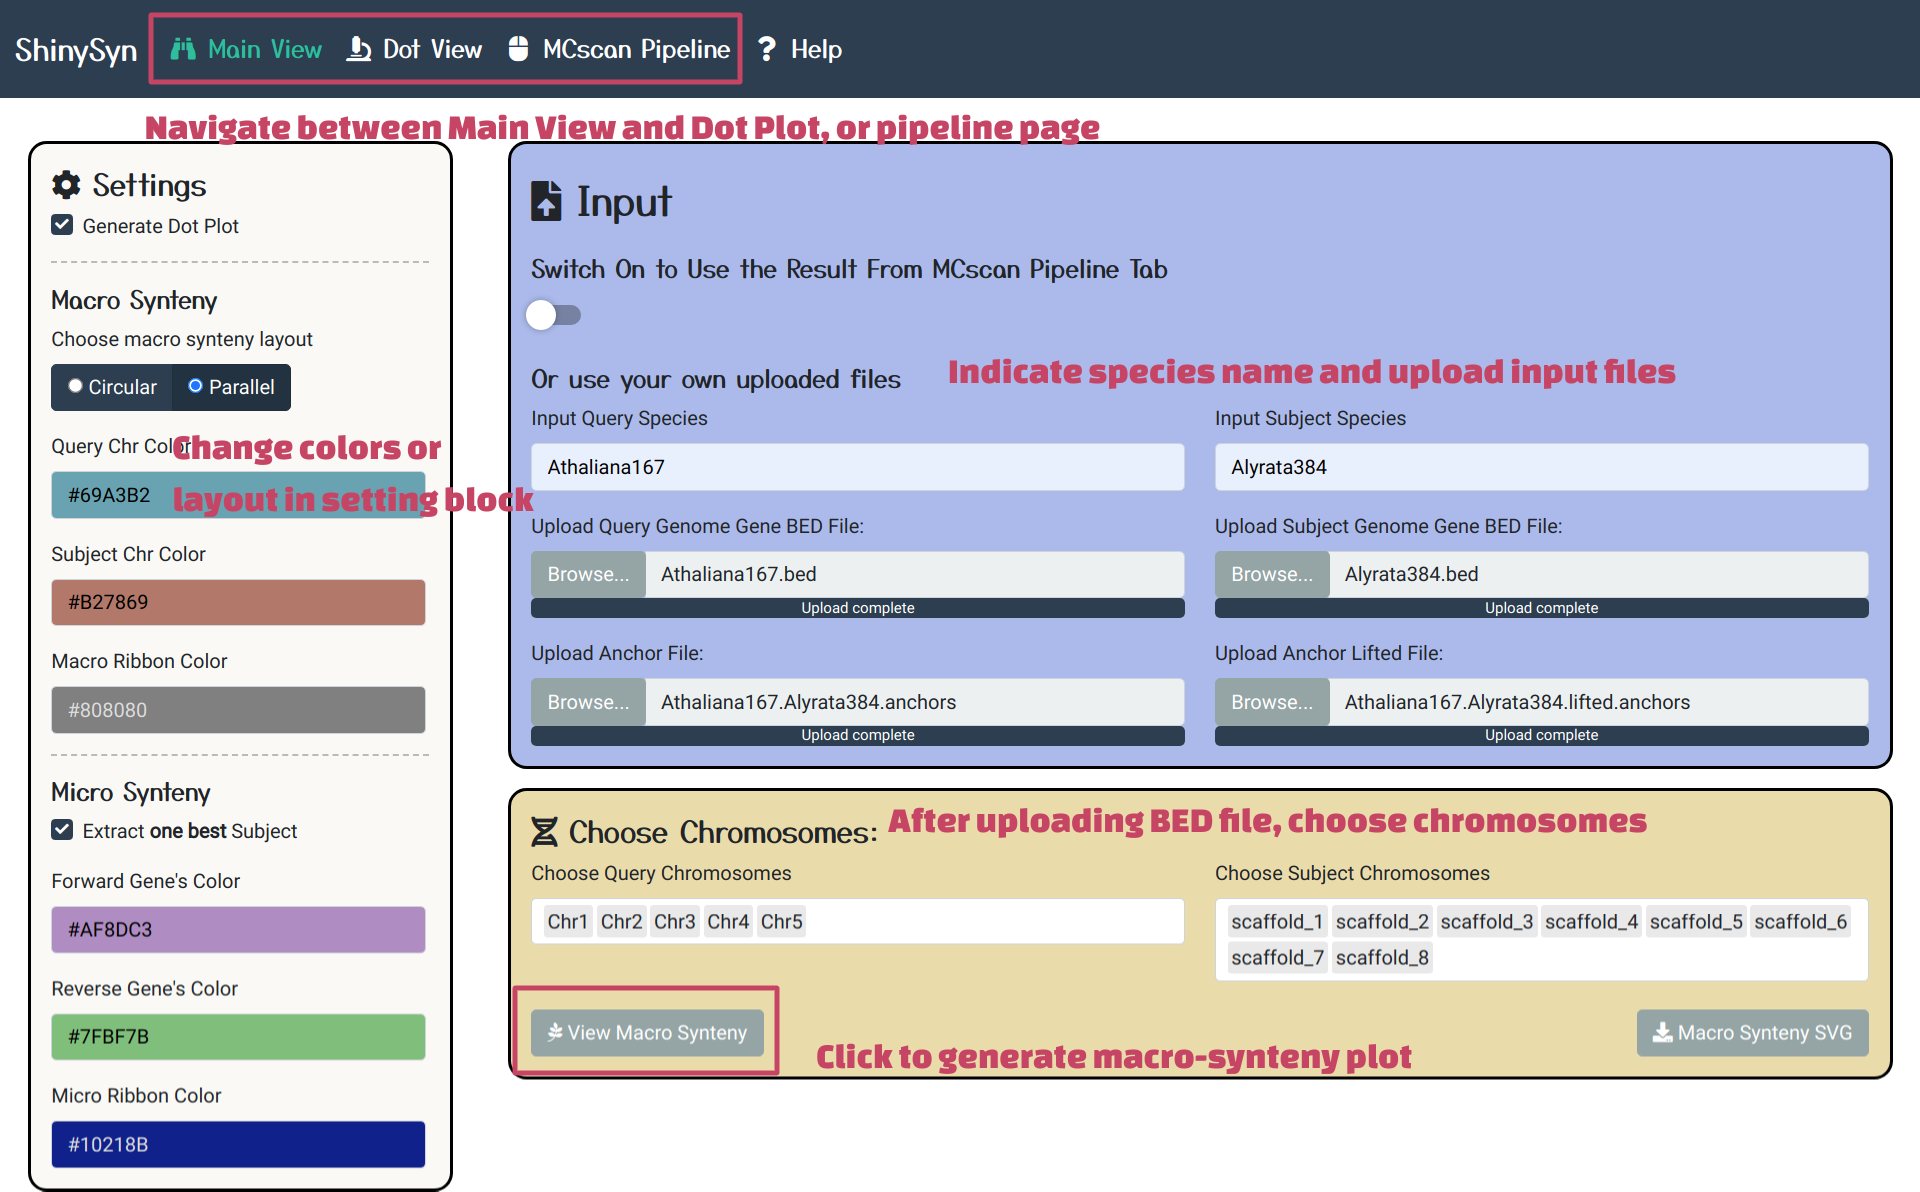 ShinySyn Main View Dot View MCscan Pipeline Help
Navigate between Main View and Dot Plot, or pipeline page
Settings
Generate Dot Plot
Macro Synteny
Choose macro synteny layout
Circular Parallel
Query Chr Color
Change colors or
#69A3B2
layout in setting block
Subject Chr Color
#B27869
Macro Ribbon Color
#808080
Micro Synteny
Extract one best Subject
Forward Gene's Color
#AF8DC3
Reverse Gene's Color
#7FBF7B
Micro Ribbon Color
#10218B
Input
Switch On to Use the Result From MCscan Pipeline Tab
Or use your own uploaded files
Indicate species name and upload input files
Input Query Species
Athaliana167
Input Subject Species
Alyrata384
Upload Query Genome Gene BED File:
Browse... Athaliana167.bed
Upload complete
Upload Subject Genome Gene BED File:
Browse... Alyrata384.bed
Upload complete
Upload Anchor File:
Browse... Athaliana167.Alyrata384.anchors
Upload complete
Upload Anchor Lifted File:
Browse... Athaliana167.Alyrata384.lifted.anchors
Upload complete
Choose Chromosomes:
After uploading BED file, choose chromosomes
Choose Query Chromosomes
Chr1 Chr2 Chr3 Chr4 Chr5
Choose Subject Chromosomes
scaffold_1 scaffold_2 scaffold_3 scaffold_4 scaffold_5 scaffold_6
scaffold_7 scaffold_8
View Macro Synteny
Click to generate macro-synteny plot
Macro Synteny SVG